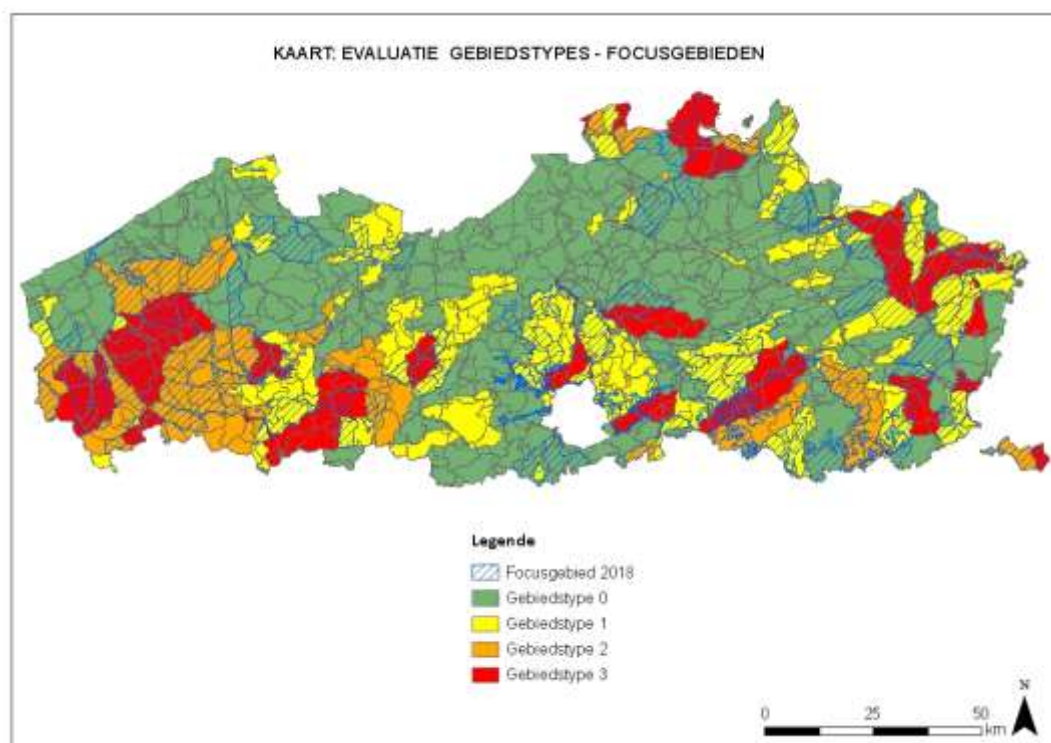 KAART: EVALUATIE GEBIEDSTYPES - FOCUSGEBIEDEN
Legende
Focusgebied 2018
Gebiedstype 0
Gebiedstype 1
Gebiedstype 2
Gebiedstype 3
N
0 25 50
km